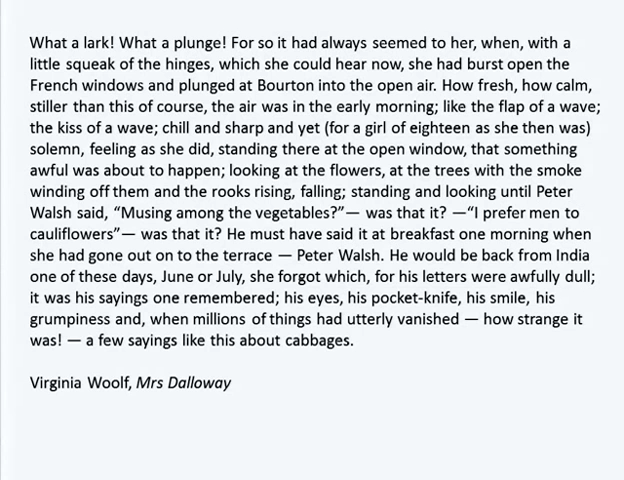 What a lark! What a plunge! For so it had always seemed to her, when, with a
little squeak of the hinges, which she could hear now, she had burst open the
French windows and plunged at Bourton into the open air. How fresh, how calm,
stiller than this of course, the air was in the early morning; like the flap of a wave;
the kiss of a wave; chill and sharp and yet (for a girl of eighteen as she then was)
solemn, feeling as she did, standing there at the open window, that something
awful was about to happen; looking at the flowers, at the trees with the smoke
winding off them and the rooks rising, falling; standing and looking until Peter
Walsh said, “Musing among the vegetables?”— was that it? —“I prefer men to
cauliflowers”— was that it? He must have said it at breakfast one morning when
she had gone out on to the terrace — Peter Walsh. He would be back from India
one of these days, June or July, she forgot which, for his letters were awfully dull;
it was his sayings one remembered; his eyes, his pocket-knife, his smile, his
grumpiness and, when millions of things had utterly vanished — how strange it
was! — a few sayings like this about cabbages.
Virginia Woolf, Mrs Dalloway